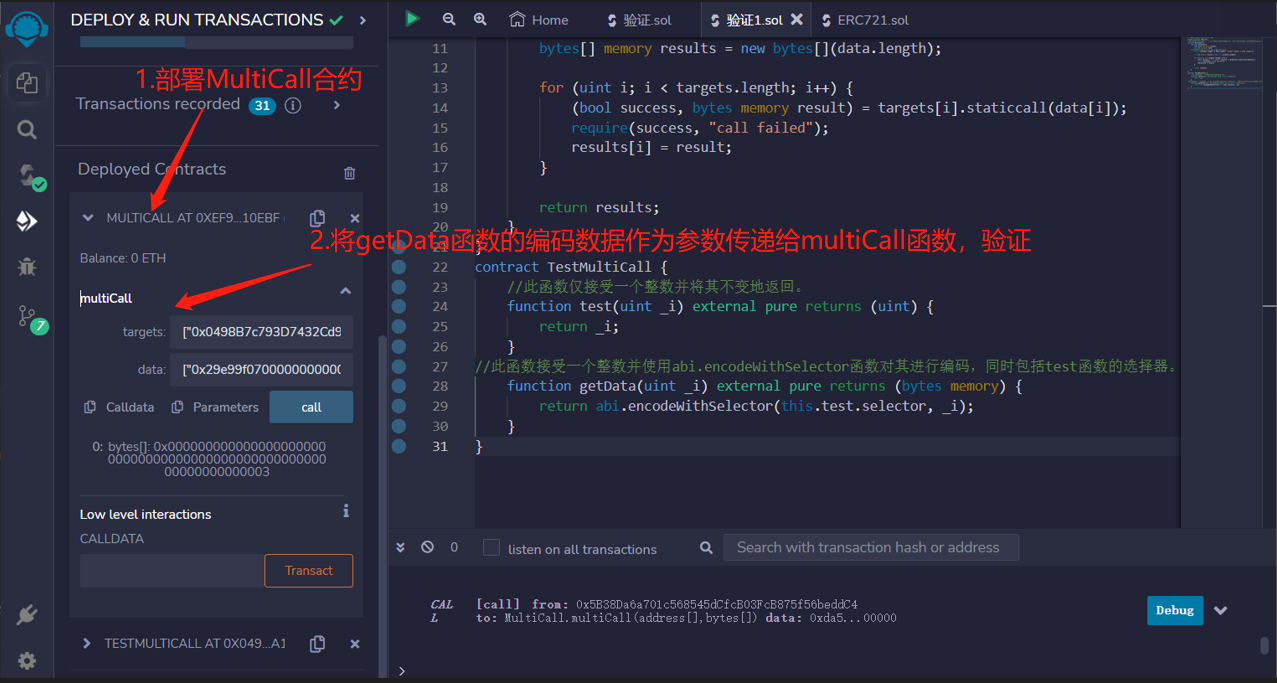 DEPLOY & RUN TRANSACTIONS
Home
验证.sol
验证1.sol
ERC721.sol
1.部署MultiCall合约
Transactions recorded 31
Deployed Contracts
MULTICALL AT 0XEF9...10EBF
Balance: 0 ETH
2.将getData函数的编码数据作为参数传递给multiCall函数，验证
multiCall
targets: ["0x0498B7c793D7432Cd9
data: ["0x29e99f07000000000000
Calldata
Parameters
call
0: bytes[]: 0x00000000000000000000000
00000000000000000000000000000
00000000000003
Low level interactions
CALLDATA
Transact
TESTMULTICALL AT 0X049...A1
7
11 bytes[] memory results = new bytes[](data.length);
12
13 for (uint i; i < targets.length; i++) {
14 (bool success, bytes memory result) = targets[i].staticcall(data[i]);
15 require(success, "call failed");
16 results[i] = result;
17 }
18
19 return results;
20 }
22 contract TestMultiCall {
23 //此函数仅接受一个整数并将其不变地返回。
24 function test(uint _i) external pure returns (uint) {
25 return _i;
26 }
27 //此函数接受一个整数并使用abi.encodeWithSelector函数对其进行编码，同时包括test函数的选择器。
28 function getData(uint _i) external pure returns (bytes memory) {
29 return abi.encodeWithSelector(this.test.selector, _i);
30 }
31 }
0
listen on all transactions
Search with transaction hash or address
CAL [call] from: 0x5B38Da6a701c568545dCfcB03FcB875f56beddC4
L to: MultiCall.multiCall(address[],bytes[]) data: 0xda5...00000
Debug
>